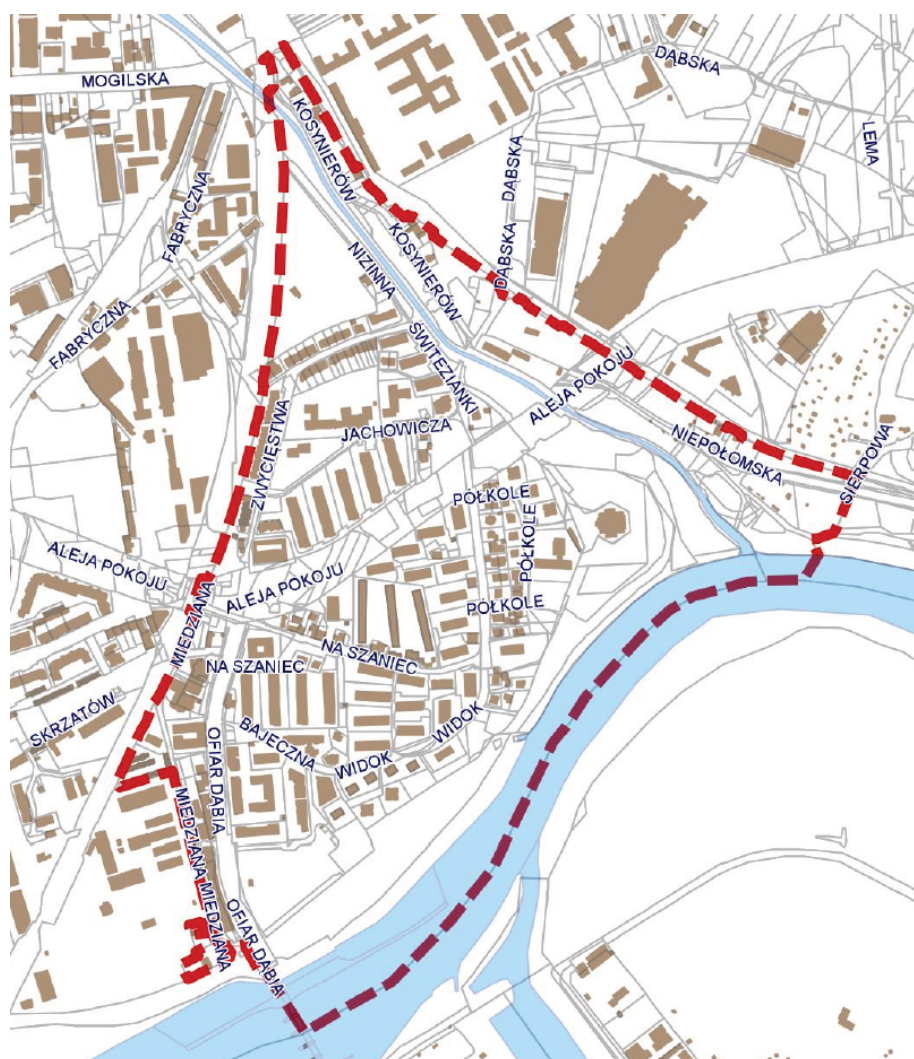 DĄBSKA
MOGILSKA
KOSYNIERÓW
LEMA
DĄBSKA DĄBSKA
FABRYCZNA
KOSYNIERÓW
NIZINNA
FABRYCZNA
ŚWITEZIANKI
ALEJA POKOJU
JACHOWICZA
ZWYCIĘSTWA
NIEPOŁOMSKA
SIERPOWA
PÓŁKOLE
PÓŁKOLE
ALEJA POKOJU
ALEJA POKOJU
PÓŁKOLE
MIEDZIANA
NA SZANIEC
NA SZANIEC
SKRZATÓW
BAJECZNA
WIDOK
WIDOK
OFIAR DĄBIA
MIEDZIANA MIEDZIANA
OFIAR DĄBIA